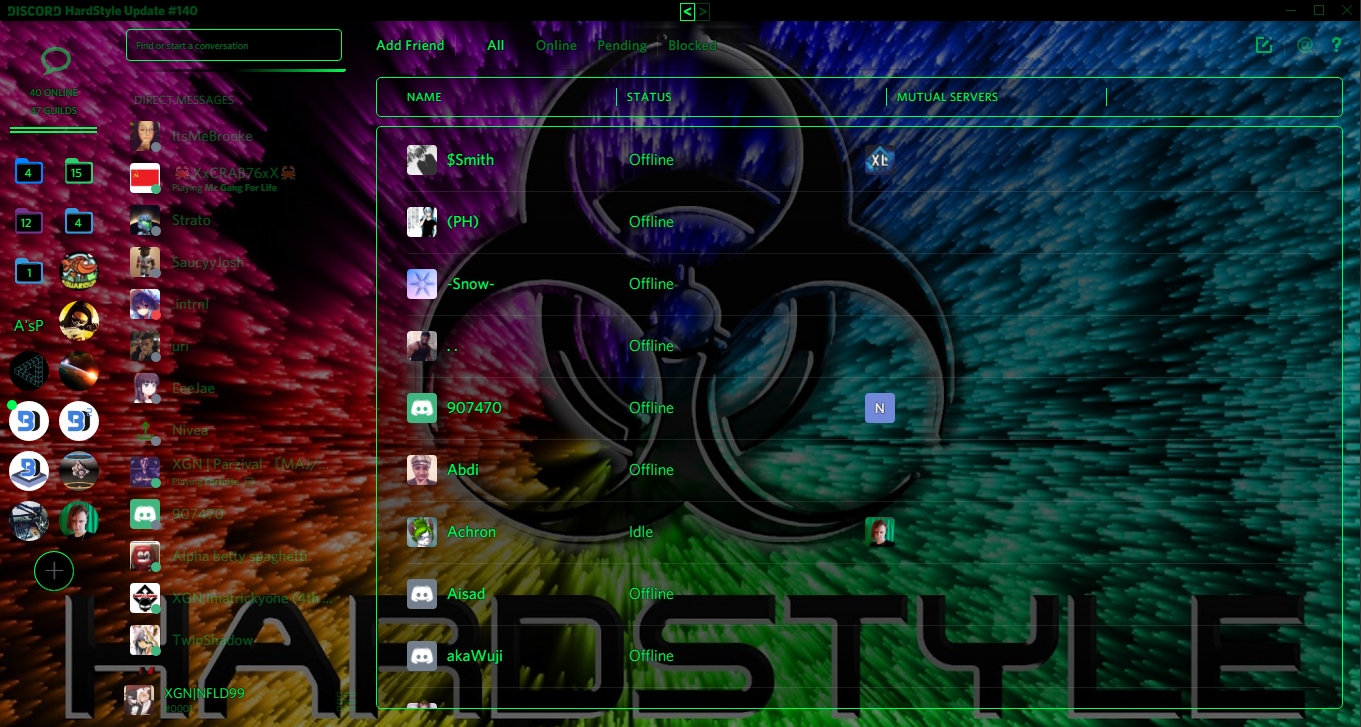 DISCORD HardStyle Update #140
< >
Find or start a conversation
Add Friend All Online Pending Blocked
@ ?
40 ONLINE
47 GUILDS
DIRECT MESSAGES
NAME STATUS MUTUAL SERVERS
4 15
12 4
1
A'sP
ItsMeBrooke
XxCRAB76xX
Playing Mc Gang For Life
Strato
SaucyyJosh
.intrnl
uri
EeeJae
Nivea
XGN | Parzival
Playing Fortnite
907470
Alpha betty spaghetti
XGN|Imatrickyone (4th ...
TwinShadow
XGN|NFLD99
#0001
$Smith Offline XL
(PH) Offline
-Snow- Offline
. . Offline
907470 Offline N
Abdi Offline
Achron Idle
Aisad Offline
akaWuji Offline
HARDSTYLE